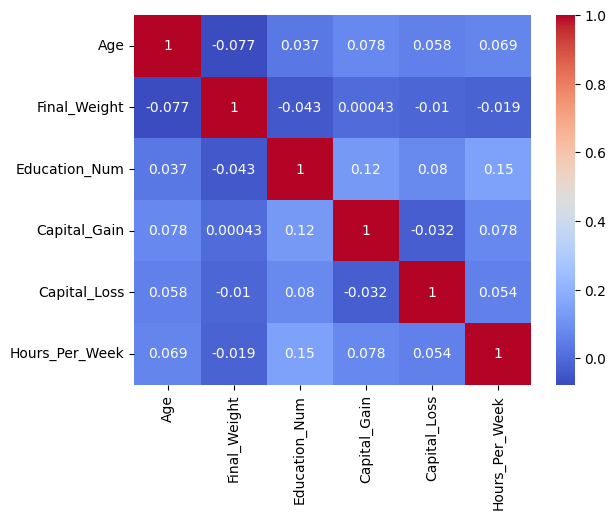 Age 1 -0.077 0.037 0.078 0.058 0.069
Final_Weight -0.077 1 -0.043 0.00043 -0.01 -0.019
Education_Num 0.037 -0.043 1 0.12 0.08 0.15
Capital_Gain 0.078 0.00043 0.12 1 -0.032 0.078
Capital_Loss 0.058 -0.01 0.08 -0.032 1 0.054
Hours_Per_Week 0.069 -0.019 0.15 0.078 0.054 1
Age
Final_Weight
Education_Num
Capital_Gain
Capital_Loss
Hours_Per_Week
1.0
0.8
0.6
0.4
0.2
0.0